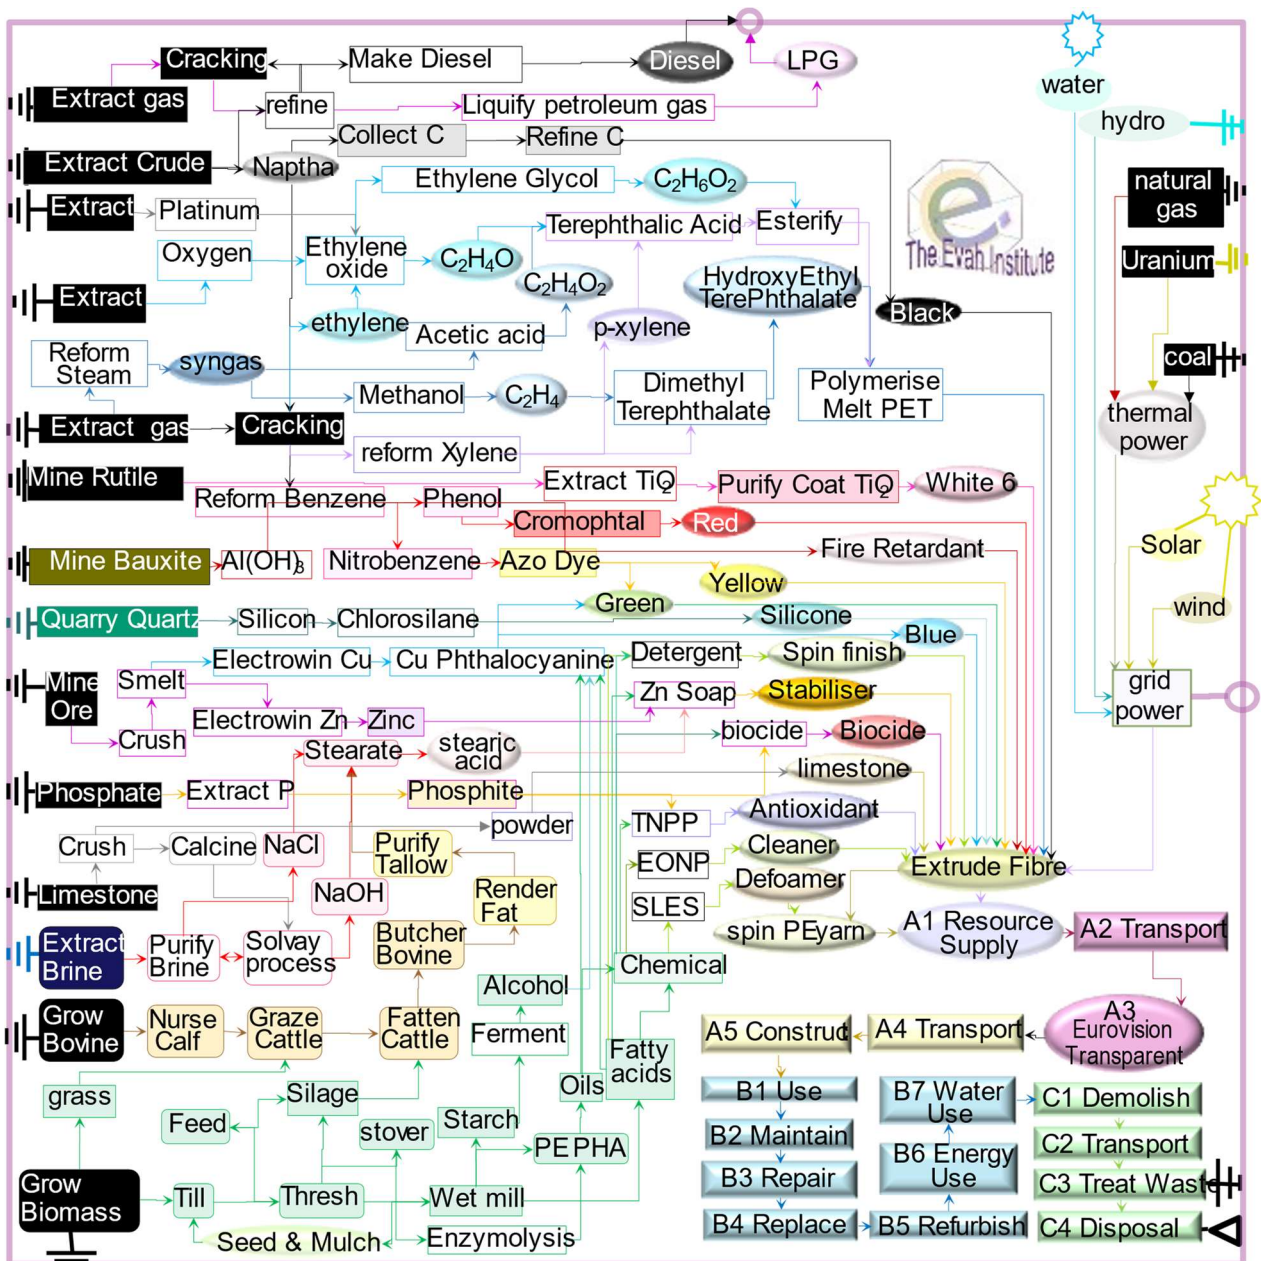 Cracking
Make Diesel
Diesel
LPG
water
Extract gas
refine
Liquify petroleum gas
hydro
Collect C
Refine C
Extract Crude
Naptha
Ethylene Glycol
C2H6O2
natural
gas
Extract
Platinum
Terephthalic Acid
Esterify
The Evah Institute
Oxygen
Ethylene
oxide
C2H4O
C2H4O2
HydroxyEthyl
TerePhthalate
Uranium
Extract
ethylene
Acetic acid
p-xylene
Black
Reform
Steam
syngas
coal
Methanol
C2H4
Dimethyl
Terephthalate
Polymerise
Melt PET
thermal
power
Extract gas
Cracking
reform Xylene
Mine Rutile
Extract TiO2
Purify Coat TiO2
White 6
Reform Benzene
Phenol
Cromophtal
Red
Mine Bauxite
Al(OH)3
Nitrobenzene
Azo Dye
Fire Retardant
Solar
Yellow
Green
wind
Quarry Quartz
Silicon
Chlorosilane
Silicone
Blue
Electrowin Cu
Cu Phthalocyanine
Detergent
Spin finish
Mine
Ore
Smelt
Zn Soap
Stabiliser
grid
power
Electrowin Zn
Zinc
Crush
Stearate
stearic
acid
biocide
Biocide
limestone
Phosphate
Extract P
Phosphite
Antioxidant
powder
TNPP
Crush
Calcine
NaCl
Purify
Tallow
Cleaner
EONP
Extrude Fibre
Limestone
NaOH
Render
Fat
Defoamer
SLES
Extract
Brine
Purify
Brine
Solvay
process
Butcher
Bovine
spin PEyarn
A1 Resource
Supply
A2 Transport
Chemical
Alcohol
Grow
Bovine
Nurse
Calf
Graze
Cattle
Fatten
Cattle
Ferment
A5 Construct
A4 Transport
A3
Eurovision
Transparent
Fatty
acids
Oils
grass
Silage
B1 Use
B7 Water
Use
C1 Demolish
Feed
stover
Starch
B2 Maintain
C2 Transport
PEPHA
B3 Repair
B6 Energy
Use
C3 Treat Waste
Grow
Biomass
Till
Thresh
Wet mill
B4 Replace
B5 Refurbish
C4 Disposal
Seed & Mulch
Enzymolysis